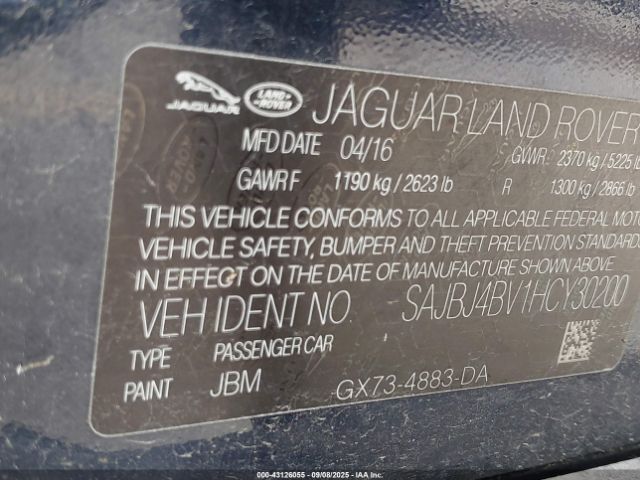 JAGUAR LAND ROVER JAGUAR LAND ROVER
MFD DATE 04/16 GVWR: 2370 kg / 5225 lb
GAWR F 1190 kg / 2623 lb R 1300 kg / 2866 lb
THIS VEHICLE CONFORMS TO ALL APPLICABLE FEDERAL MOT
VEHICLE SAFETY, BUMPER AND THEFT PREVENTION STANDARDS
IN EFFECT ON THE DATE OF MANUFACTURE SHOWN ABOVE
VEH IDENT NO. SAJBJ4BV1HCY30200
TYPE PASSENGER CAR
PAINT JBM GX73-4883-DA
000-43126055 (09/08/2025) IAAI.COM